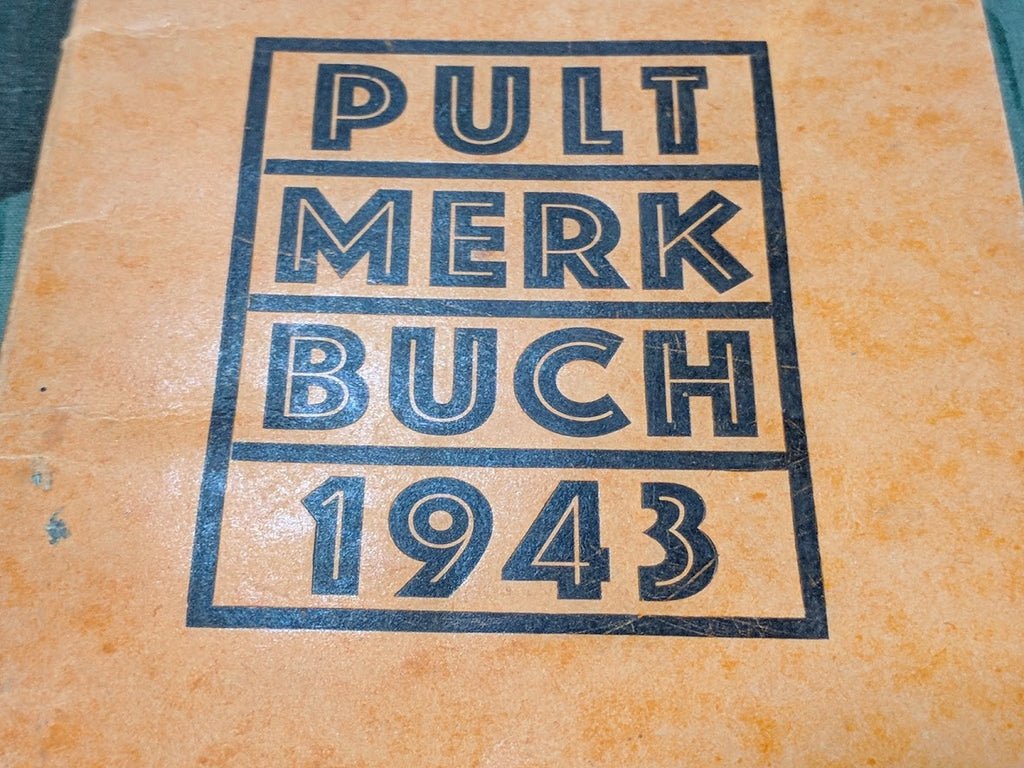 PULT
MERK
BUCH
1943